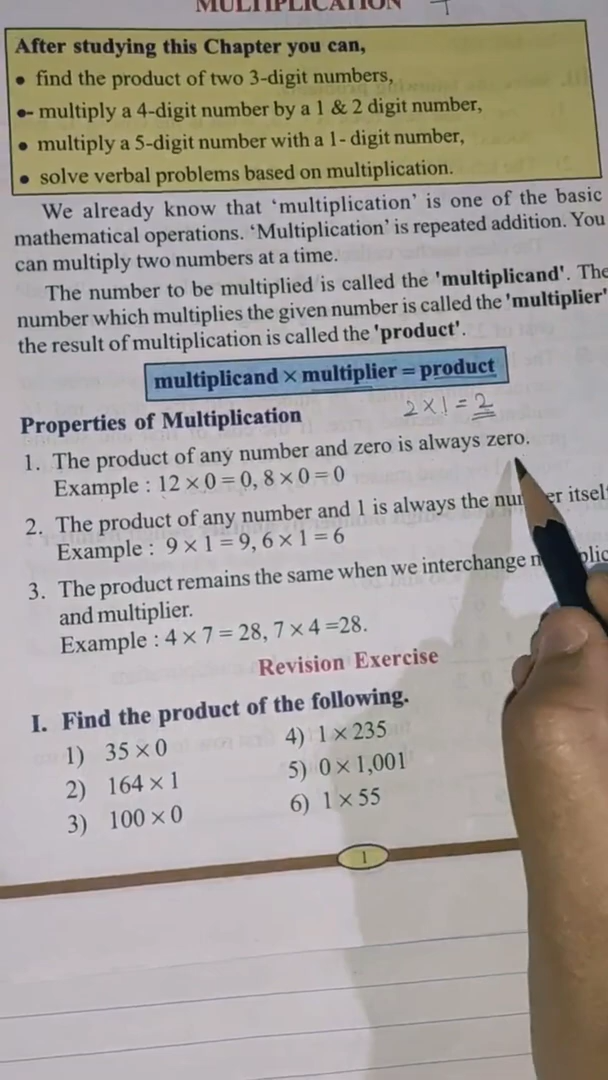 MULTIPLICATION
After studying this Chapter you can,
• find the product of two 3-digit numbers,
• multiply a 4-digit number by a 1 & 2 digit number,
• multiply a 5-digit number with a 1- digit number,
• solve verbal problems based on multiplication.
We already know that ‘multiplication’ is one of the basic
mathematical operations. ‘Multiplication’ is repeated addition. You
can multiply two numbers at a time.
The number to be multiplied is called the 'multiplicand'. The
number which multiplies the given number is called the 'multiplier'
the result of multiplication is called the 'product'.
multiplicand × multiplier = product
2 × 1 = 2
Properties of Multiplication
1. The product of any number and zero is always zero.
Example : 12 × 0 = 0, 8 × 0 = 0
2. The product of any number and 1 is always the itself
Example : 9 × 1 = 9, 6 × 1 = 6
3. The product remains the same when we interchange
and multiplier.
Example : 4 × 7 = 28, 7 × 4 =28.
Revision Exercise
I. Find the product of the following.
1) 35 × 0
4) 1 × 235
2) 164 × 1
5) 0 × 1,001
3) 100 × 0
6) 1 × 55
1